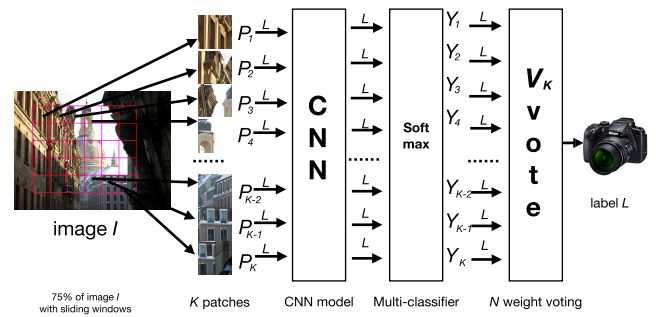 P1 L
P2 L
P3 L
P4 L
......
PK-2 L
PK-1 L
PK L
C
N
N
L
L
L
L
......
L
L
L
Soft
max
Y1 L
Y2 L
Y3 L
Y4 L
......
YK-2 L
YK-1 L
YK L
VK
v
o
t
e
image I
label L
75% of image I
with sliding windows
K patches
CNN model
Multi-classifier
N weight voting